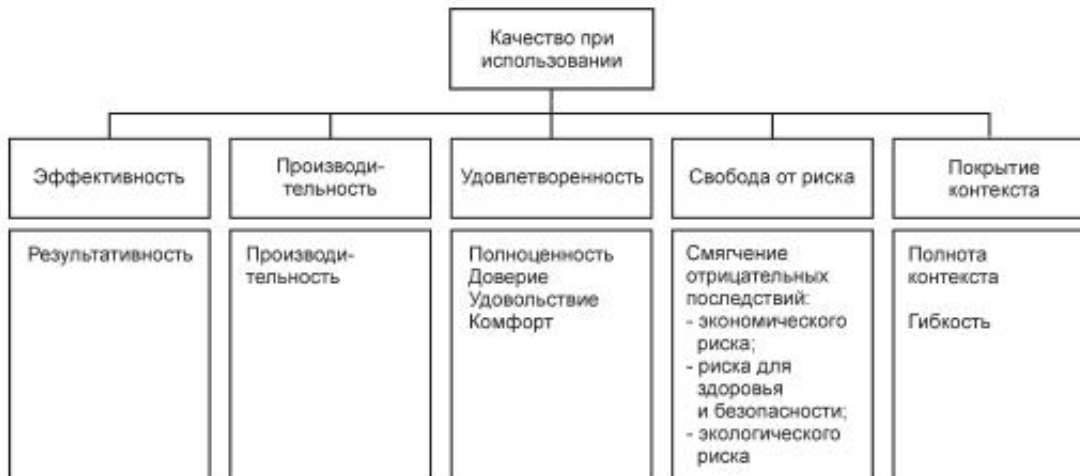 Качество при
использовании
Эффективность
Производи-
тельность
Удовлетворенность
Свобода от риска
Покрытие
контекста
Результативность
Производи-
тельность
Полноценность
Доверие
Удовольствие
Комфорт
Смягчение
отрицательных
последствий:
- экономического
риска;
- риска для
здоровья
и безопасности;
- экологического
риска
Полнота
контекста
Гибкость